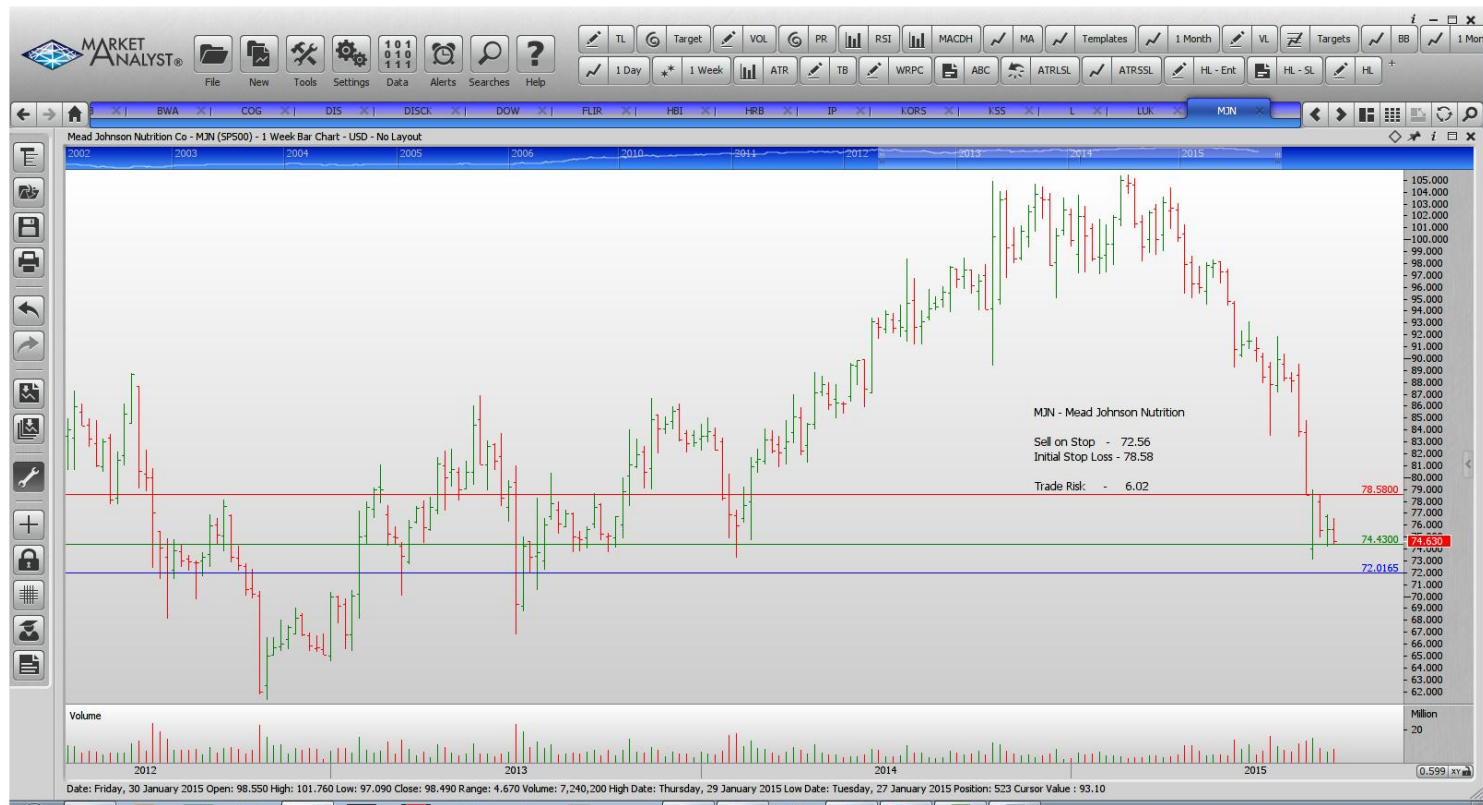 i
MARKET ANALYST®
File New Tools Settings Data Alerts Searches Help
TL Target VOL PR RSI MACDH MA Templates 1 Month VL Targets BB 1 Mon
1 Day 1 Week ATR TB WRPC ABC ATRLSL ATRSSL HL - Ent HL - SL HL +
BWA COG DIS DISCK DOW FLIR HBI HRB IP KORS KSS L LUK MJN
Mead Johnson Nutrition Co - MJN (SP500) - 1 Week Bar Chart - USD - No Layout
2002 2003 2004 2005 2006 2010 2011 2012 2013 2014 2015
105.000
104.000
103.000
102.000
101.000
100.000
99.000
98.000
97.000
96.000
95.000
94.000
93.000
92.000
91.000
90.000
89.000
88.000
87.000
86.000
85.000
84.000
83.000
82.000
81.000
80.000
79.000
78.000
77.000
76.000
74.000
73.000
72.000
71.000
70.000
69.000
68.000
67.000
66.000
65.000
64.000
63.000
62.000
MJN - Mead Johnson Nutrition
Sell on Stop - 72.56
Initial Stop Loss - 78.58
Trade Risk - 6.02
78.5800
74.4300
74.630
72.0165
Volume
Million
20
2012 2013 2014 2015
0.599 XY
Date: Friday, 30 January 2015 Open: 98.550 High: 101.760 Low: 97.090 Close: 98.490 Range: 4.670 Volume: 7,240,200 High Date: Thursday, 29 January 2015 Low Date: Tuesday, 27 January 2015 Position: 523 Cursor Value : 93.10